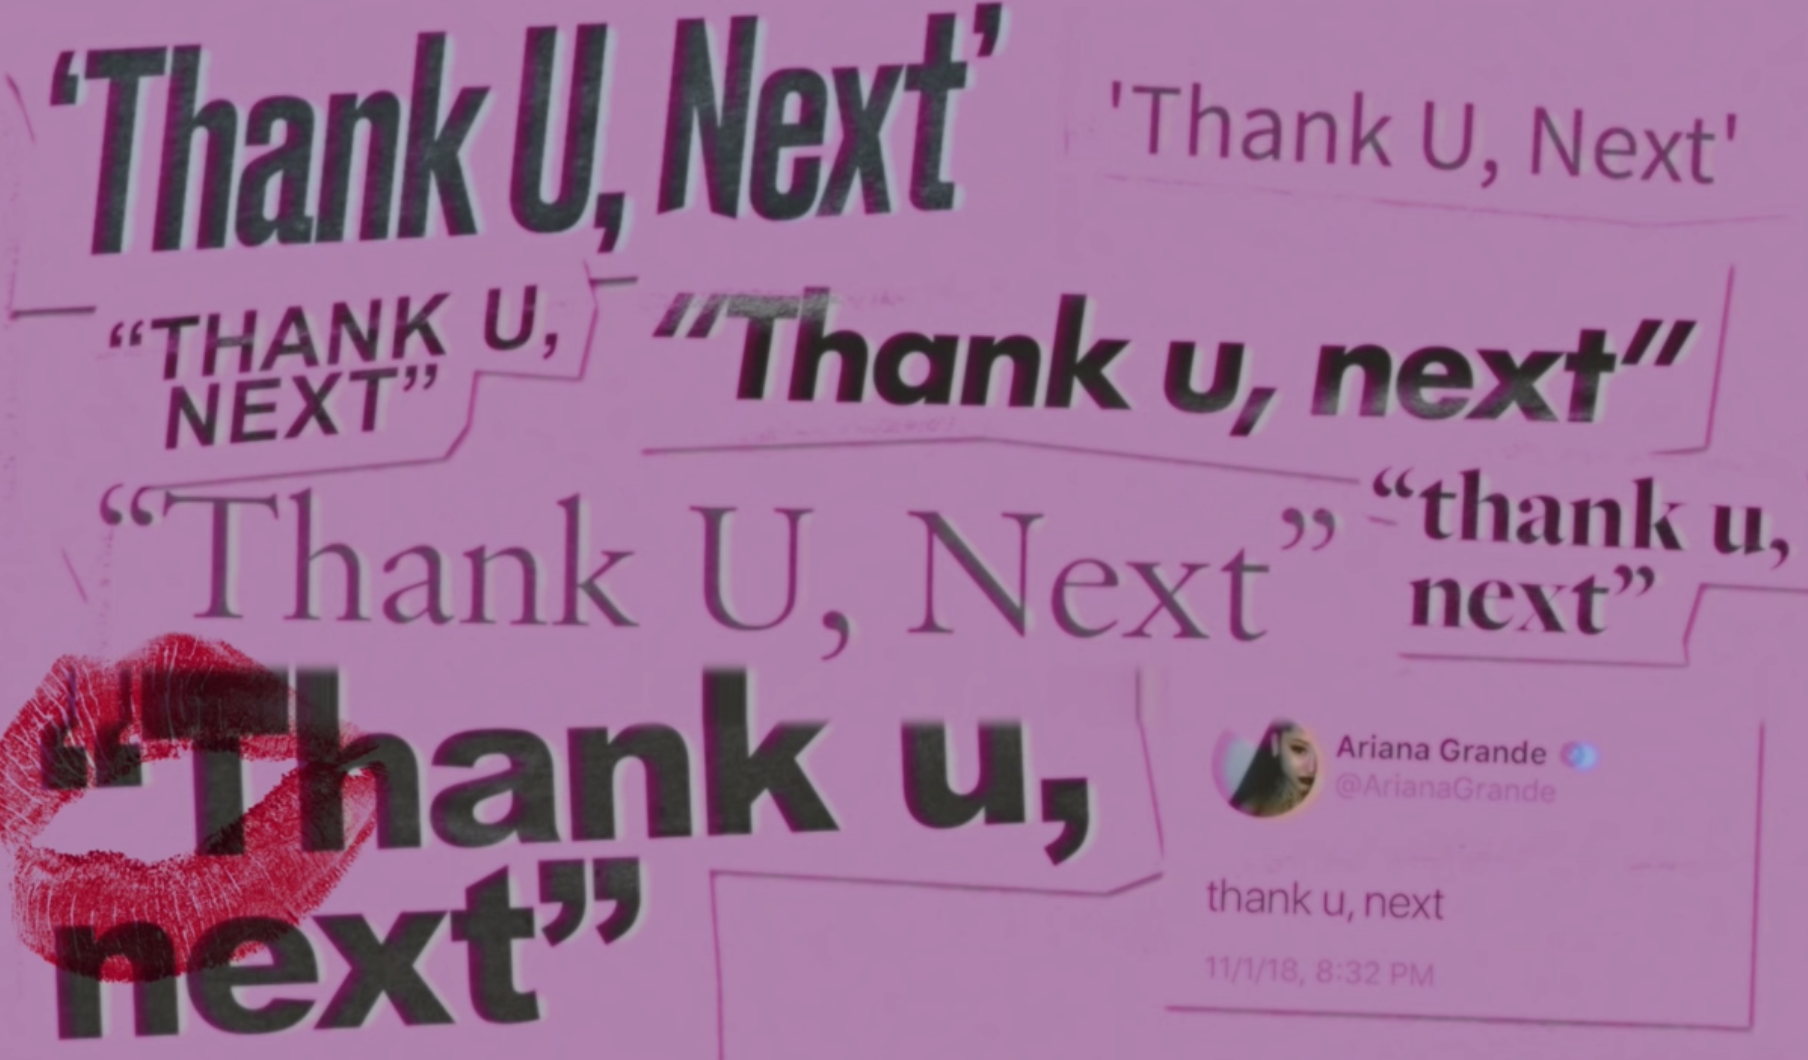 ‘Thank U, Next’
'Thank U, Next'
“THANK U,
NEXT”
“Thank u, next”
“Thank U, Next”
“thank u,
next”
“Thank u,
next”
Ariana Grande
@ArianaGrande
thank u, next
11/1/18, 8:32 PM